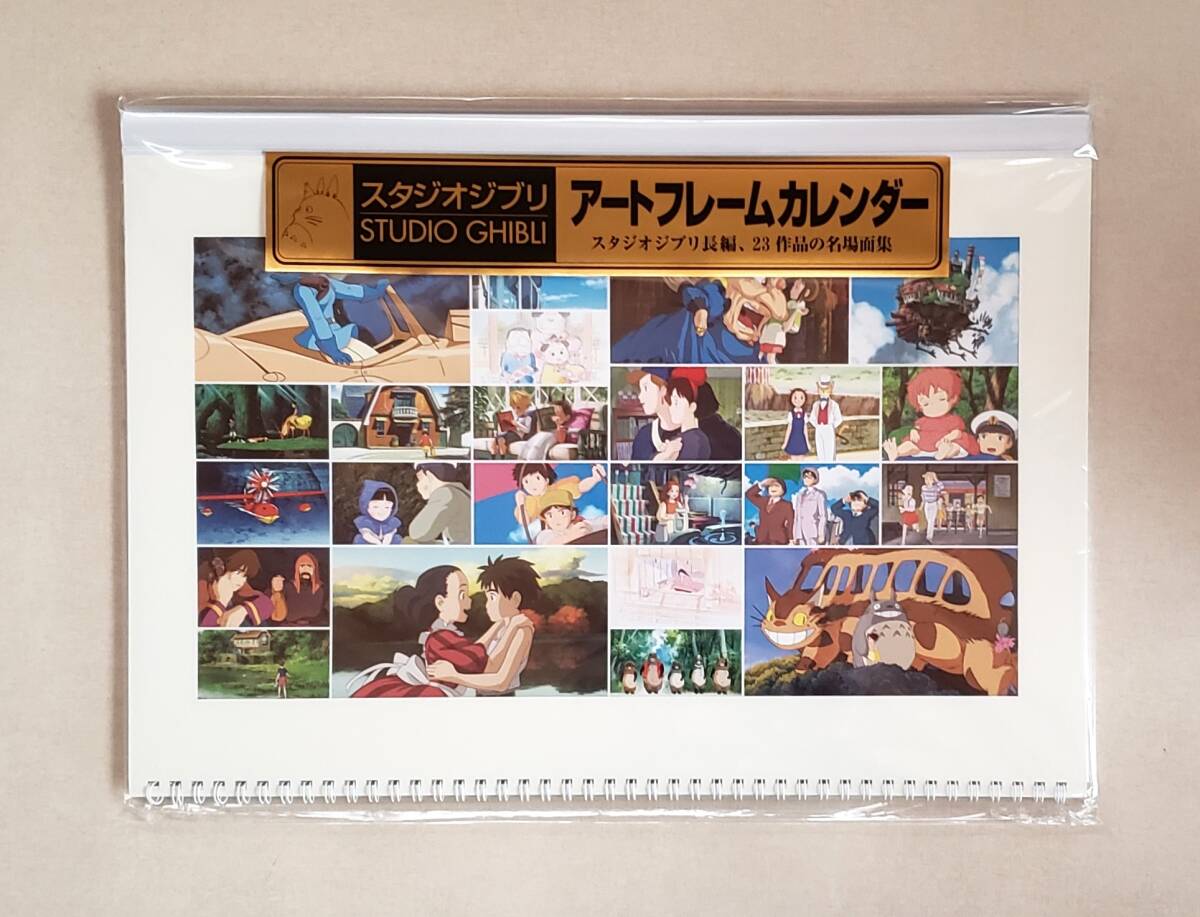 スタジオジブリ
STUDIO GHIBLI
アートフレームカレンダー
スタジオジブリ長編、23作品の名場面集